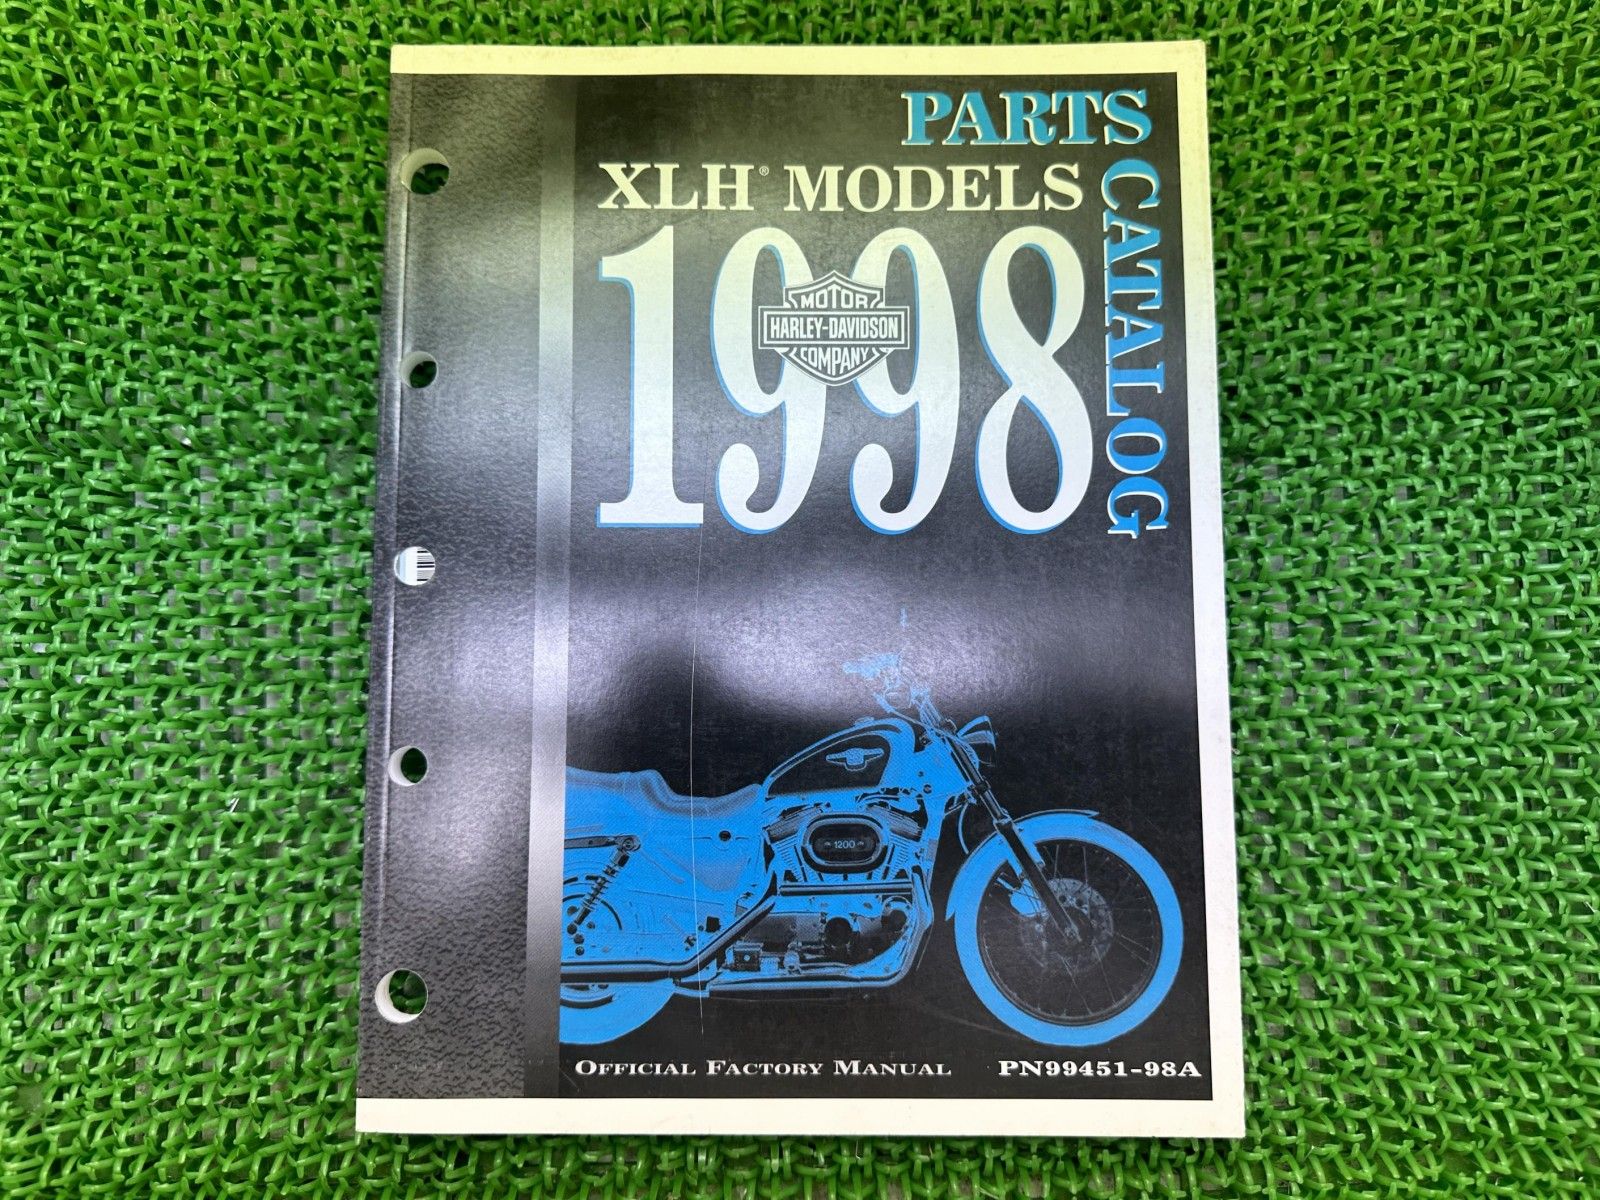 PARTS
CATALOG
XLH® MODELS
1998
MOTOR
HARLEY-DAVIDSON
COMPANY
1200
OFFICIAL FACTORY MANUAL
PN99451-98A